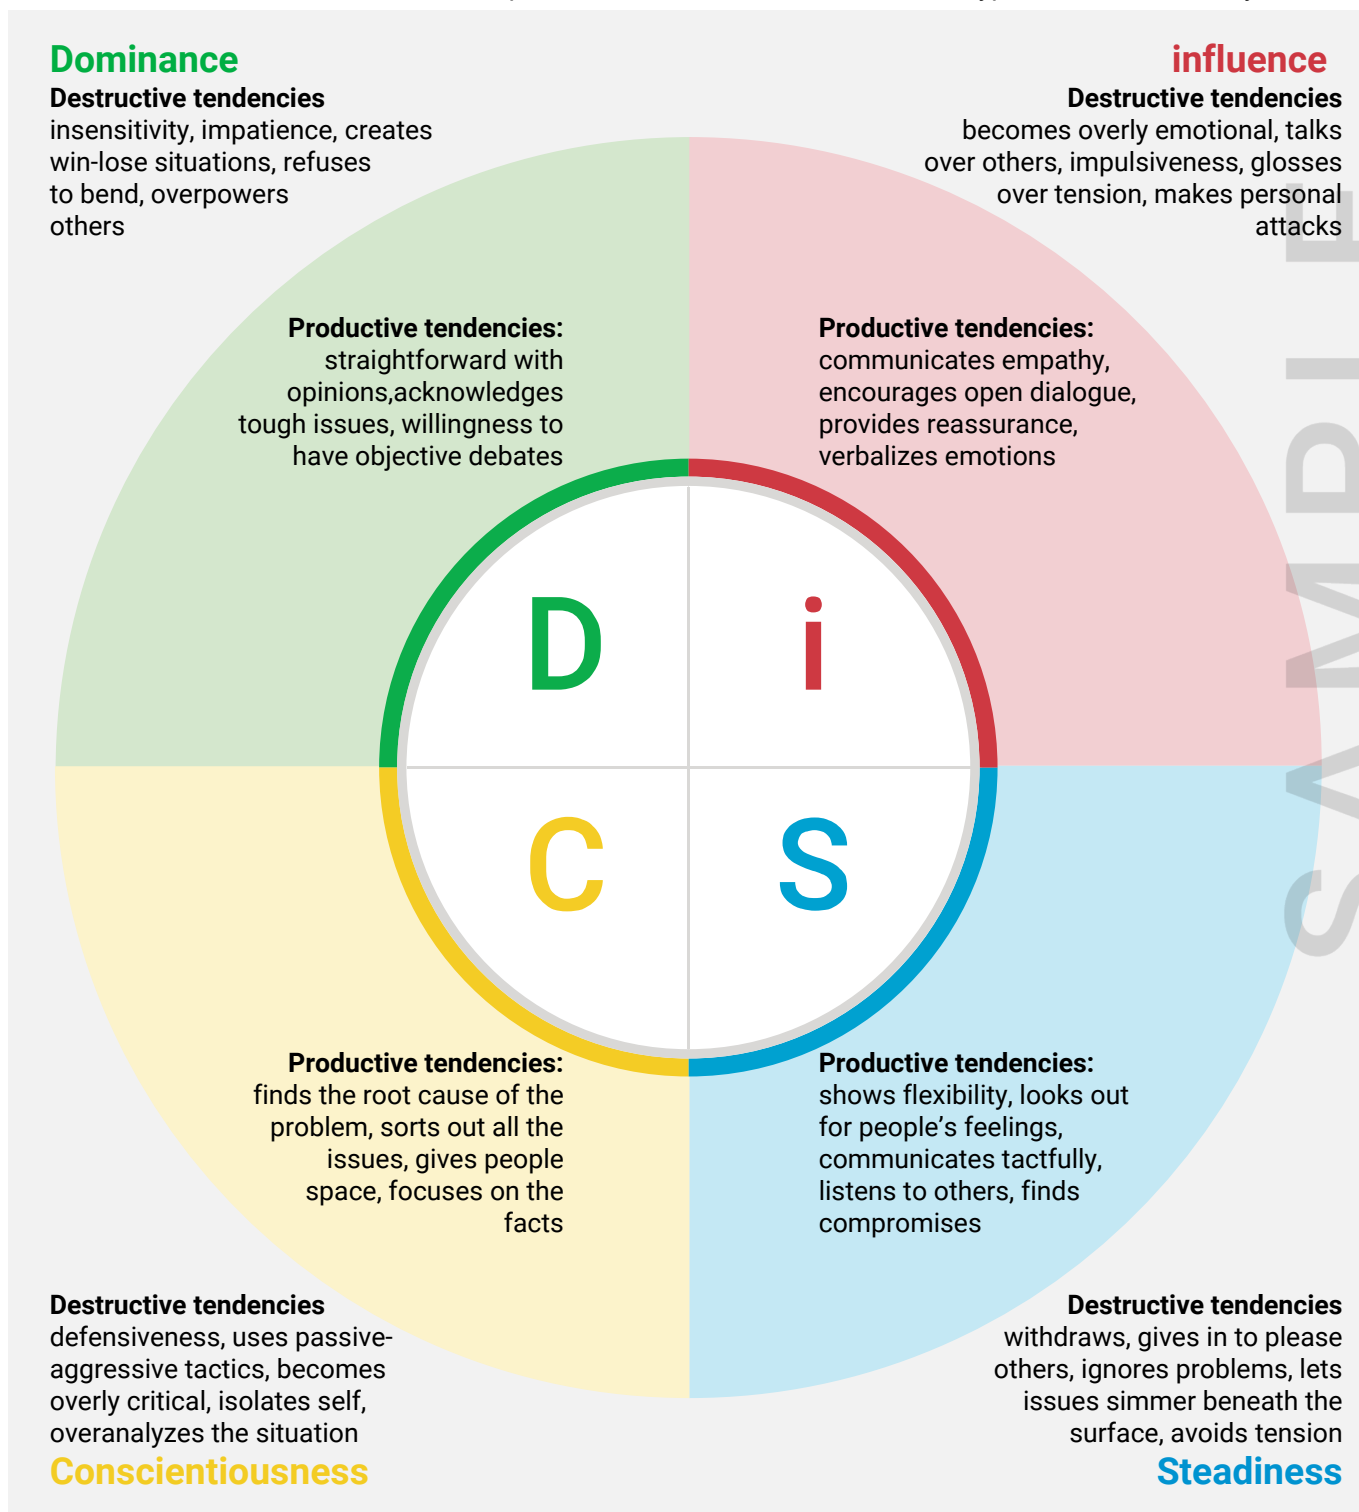 Dominance
Destructive tendencies
insensitivity, impatience, creates
win-lose situations, refuses
to bend, overpowers
others
influence
Destructive tendencies
becomes overly emotional, talks
over others, impulsiveness, glosses
over tension, makes personal
attacks
Productive tendencies:
straightforward with
opinions,acknowledges
tough issues, willingness to
have objective debates
Productive tendencies:
communicates empathy,
encourages open dialogue,
provides reassurance,
verbalizes emotions
D
i
C
S
Productive tendencies:
finds the root cause of the
problem, sorts out all the
issues, gives people
space, focuses on the
facts
Productive tendencies:
shows flexibility, looks out
for people’s feelings,
communicates tactfully,
listens to others, finds
compromises
Destructive tendencies
defensiveness, uses passive-
aggressive tactics, becomes
overly critical, isolates self,
overanalyzes the situation
Conscientiousness
Destructive tendencies
withdraws, gives in to please
others, ignores problems, lets
issues simmer beneath the
surface, avoids tension
Steadiness
SAMPLE